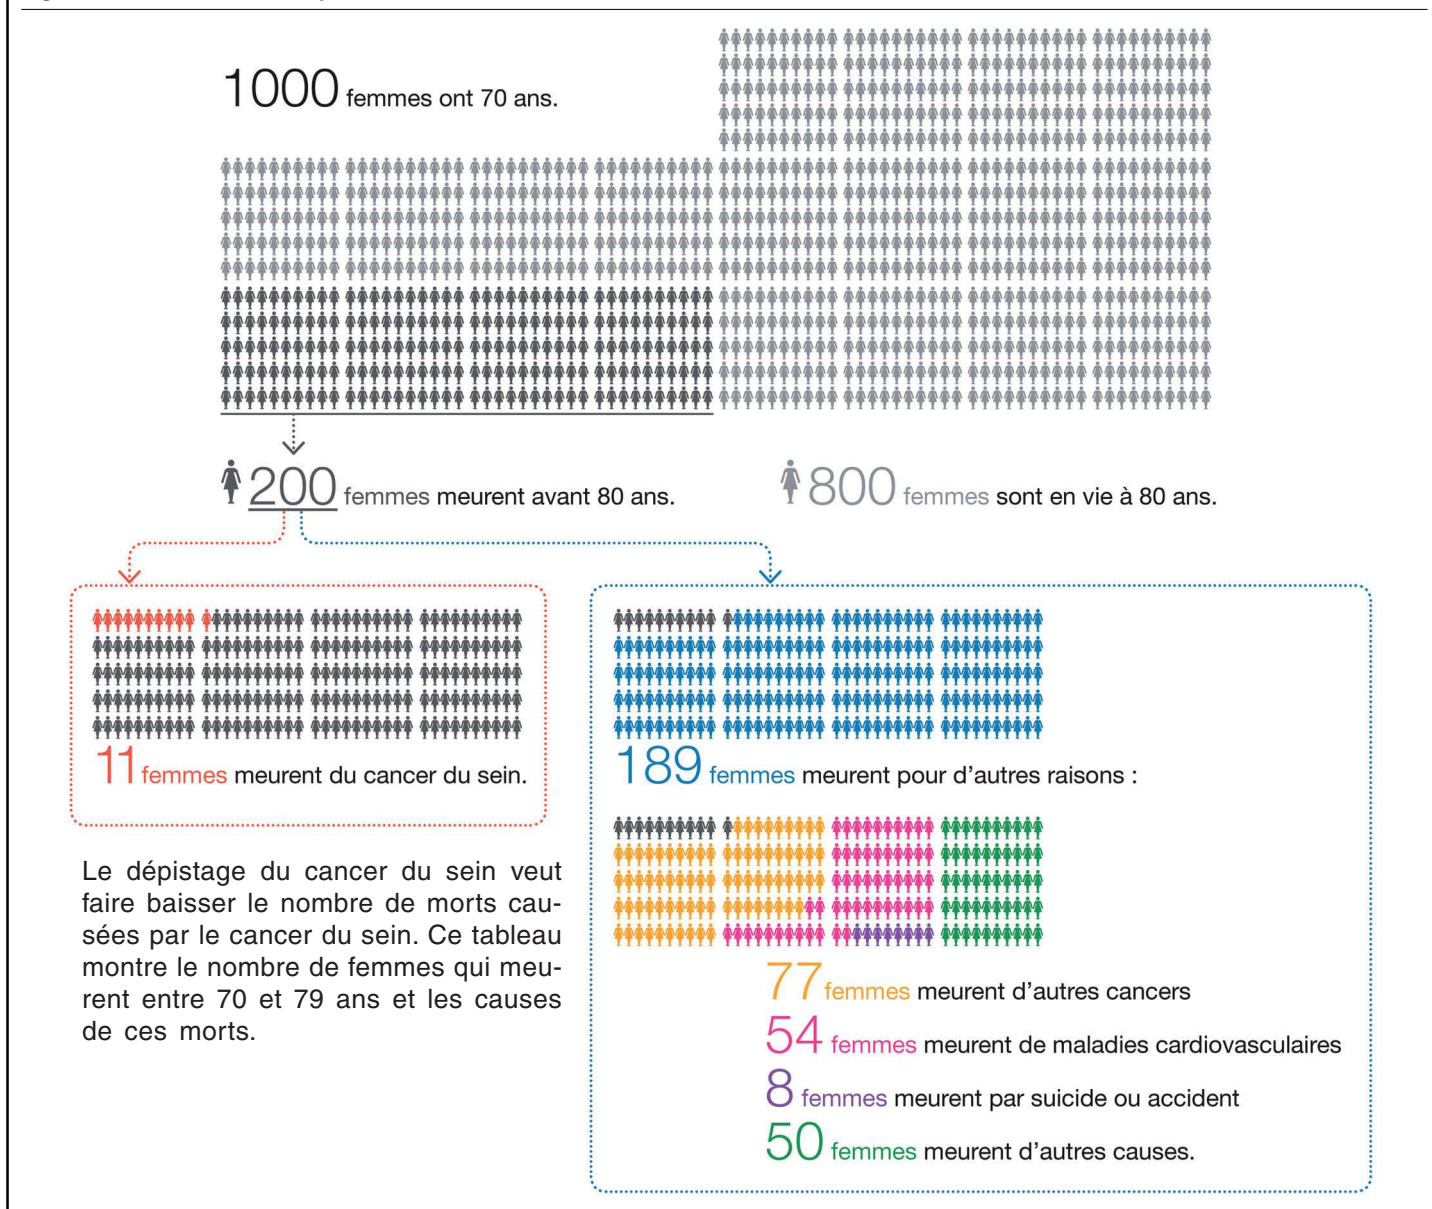 1000 femmes ont 70 ans.
200 femmes meurent avant 80 ans.
800 femmes sont en vie à 80 ans.
11 femmes meurent du cancer du sein.
189 femmes meurent pour d'autres raisons :
Le dépistage du cancer du sein veut
faire baisser le nombre de morts cau-
sées par le cancer du sein. Ce tableau
montre le nombre de femmes qui meu-
rent entre 70 et 79 ans et les causes
de ces morts.
77 femmes meurent d'autres cancers
54 femmes meurent de maladies cardiovasculaires
8 femmes meurent par suicide ou accident
50 femmes meurent d'autres causes.